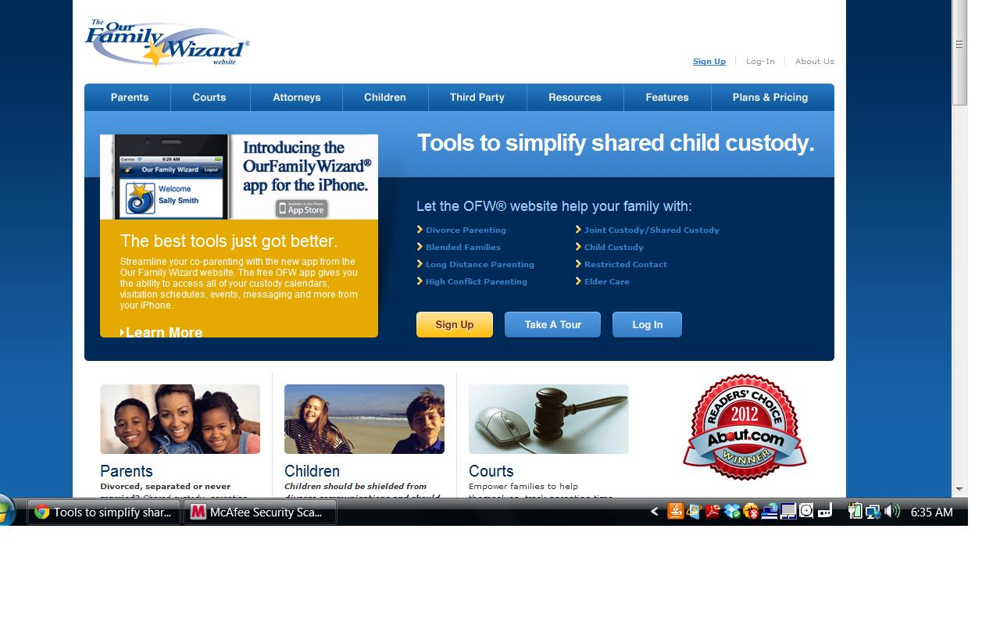 The Our
Family Wizard®
website
Sign Up
Log-In
About Us
Parents
Courts
Attorneys
Children
Third Party
Resources
Features
Plans & Pricing
Carrier
9:29 AM
Our Family Wizard
Logout
Welcome
Sally Smith
Introducing the
OurFamilyWizard®
app for the iPhone.
Available on the iPhone
App Store
The best tools just got better.
Streamline your co-parenting with the new app from the
Our Family Wizard website. The free OFW app gives you
the ability to access all of your custody calendars,
visitation schedules, events, messaging and more from
your iPhone.
Learn More
Tools to simplify shared child custody.
Let the OFW® website help your family with:
Divorce Parenting
Blended Families
Long Distance Parenting
High Conflict Parenting
Joint Custody/Shared Custody
Child Custody
Restricted Contact
Elder Care
Sign Up
Take A Tour
Log In
Parents
Divorced, separated or never
married? Shared custody, parenting
Children
Children should be shielded from
divorce communications and should
Courts
Empower families to help
themselves, track parenting time
READERS' CHOICE
2012
About.com
WINNER
Tools to simplify shar...
McAfee Security Sca...
6:35 AM